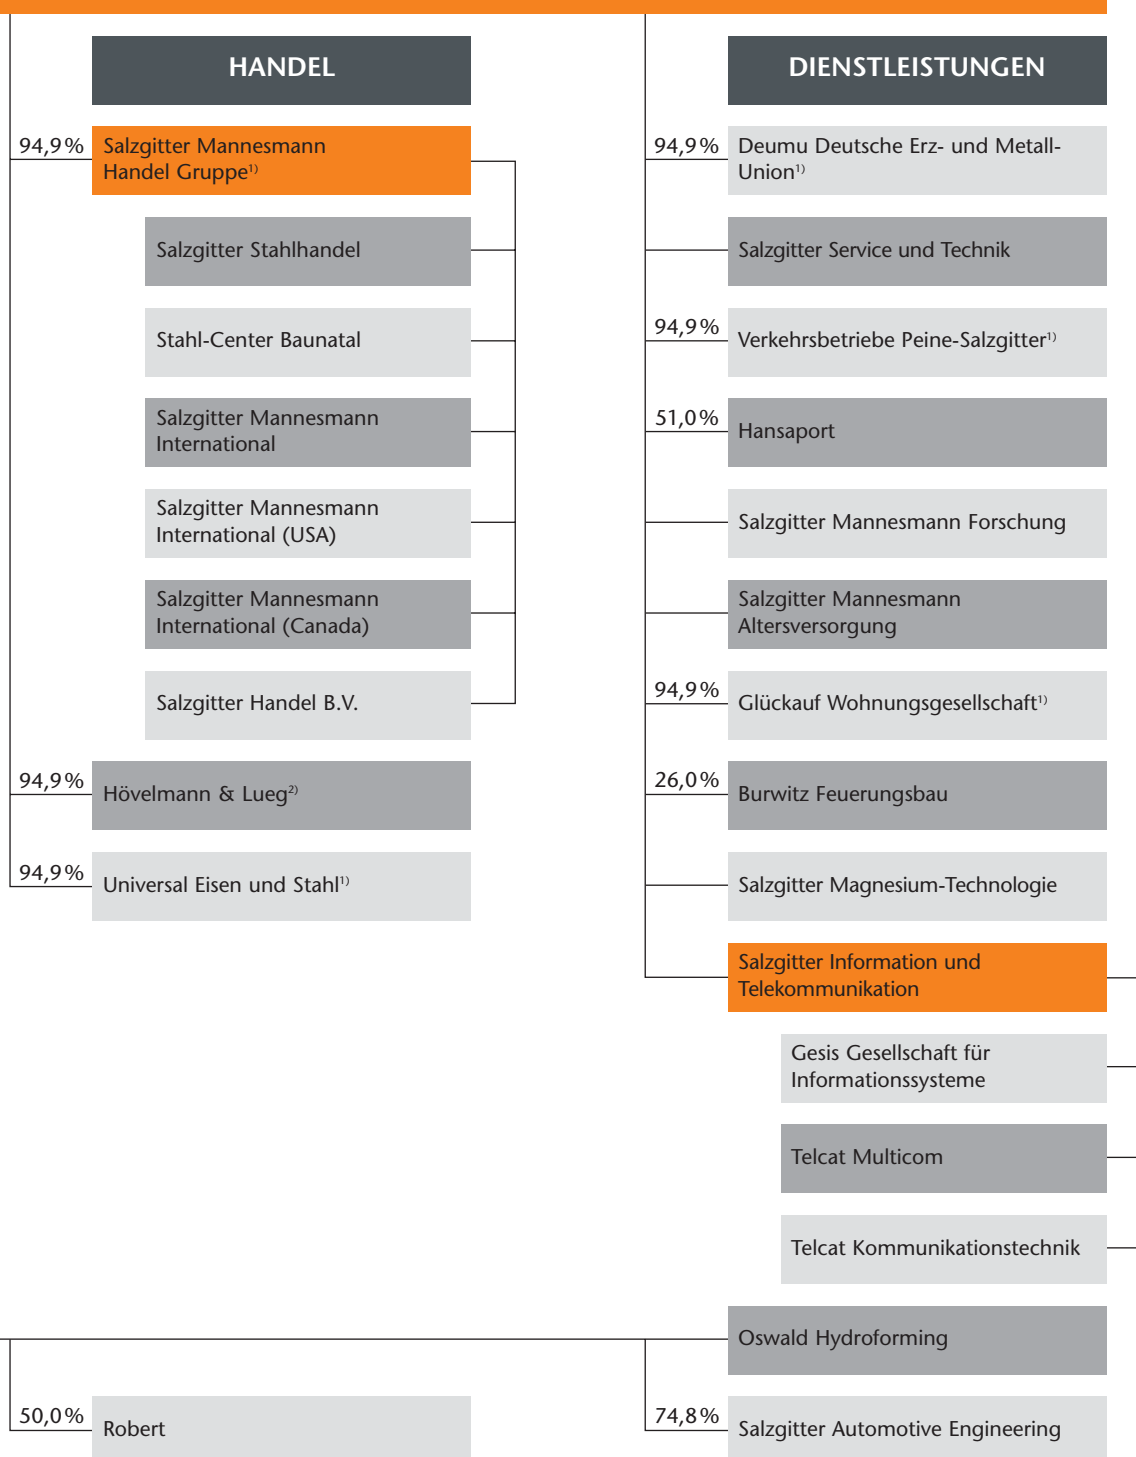 HANDEL
94,9%
Salzgitter Mannesmann
Handel Gruppe1)
Salzgitter Stahlhandel
Stahl-Center Baunatal
Salzgitter Mannesmann
International
Salzgitter Mannesmann
International (USA)
Salzgitter Mannesmann
International (Canada)
Salzgitter Handel B.V.
94,9%
Hövelmann & Lueg2)
94,9%
Universal Eisen und Stahl1)
DIENSTLEISTUNGEN
94,9%
Deumu Deutsche Erz- und Metall-
Union1)
Salzgitter Service und Technik
94,9%
Verkehrsbetriebe Peine-Salzgitter1)
51,0%
Hansaport
Salzgitter Mannesmann Forschung
Salzgitter Mannesmann
Altersversorgung
94,9%
Glückauf Wohnungsgesellschaft1)
26,0%
Burwitz Feuerungsbau
Salzgitter Magnesium-Technologie
Salzgitter Information und
Telekommunikation
Gesis Gesellschaft für
Informationssysteme
Telcat Multicom
Telcat Kommunikationstechnik
Oswald Hydroforming
50,0%
Robert
74,8%
Salzgitter Automotive Engineering